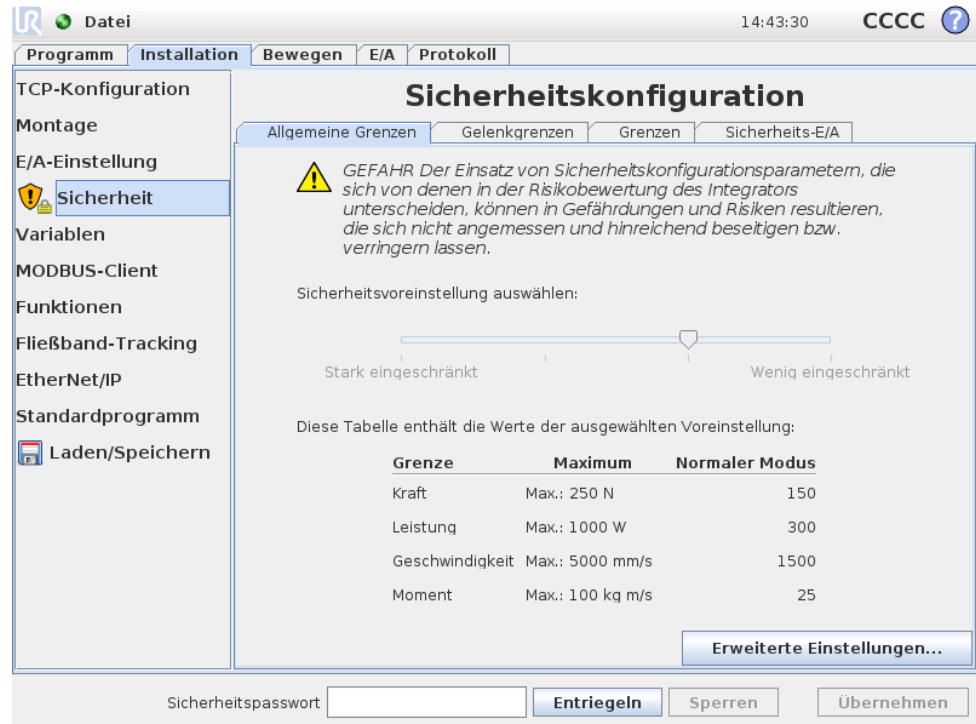 UR Datei 14:43:30 CCCC ?
Programm Installation Bewegen E/A Protokoll
TCP-Konfiguration
Montage
E/A-Einstellung
Sicherheit
Variablen
MODBUS-Client
Funktionen
Fließband-Tracking
EtherNet/IP
Standardprogramm
Laden/Speichern
Sicherheitskonfiguration
Allgemeine Grenzen Gelenkgrenzen Grenzen Sicherheits-E/A
GEFAHR Der Einsatz von Sicherheitskonfigurationsparametern, die
sich von denen in der Risikobewertung des Integrators
unterscheiden, können in Gefährdungen und Risiken resultieren,
die sich nicht angemessen und hinreichend beseitigen bzw.
verringern lassen.
Sicherheitsvoreinstellung auswählen:
Stark eingeschränkt Wenig eingeschränkt
Diese Tabelle enthält die Werte der ausgewählten Voreinstellung:
Grenze Maximum Normaler Modus
Kraft Max.: 250 N 150
Leistung Max.: 1000 W 300
Geschwindigkeit Max.: 5000 mm/s 1500
Moment Max.: 100 kg m/s 25
Erweiterte Einstellungen...
Sicherheitspasswort Entriegeln Sperren Übernehmen